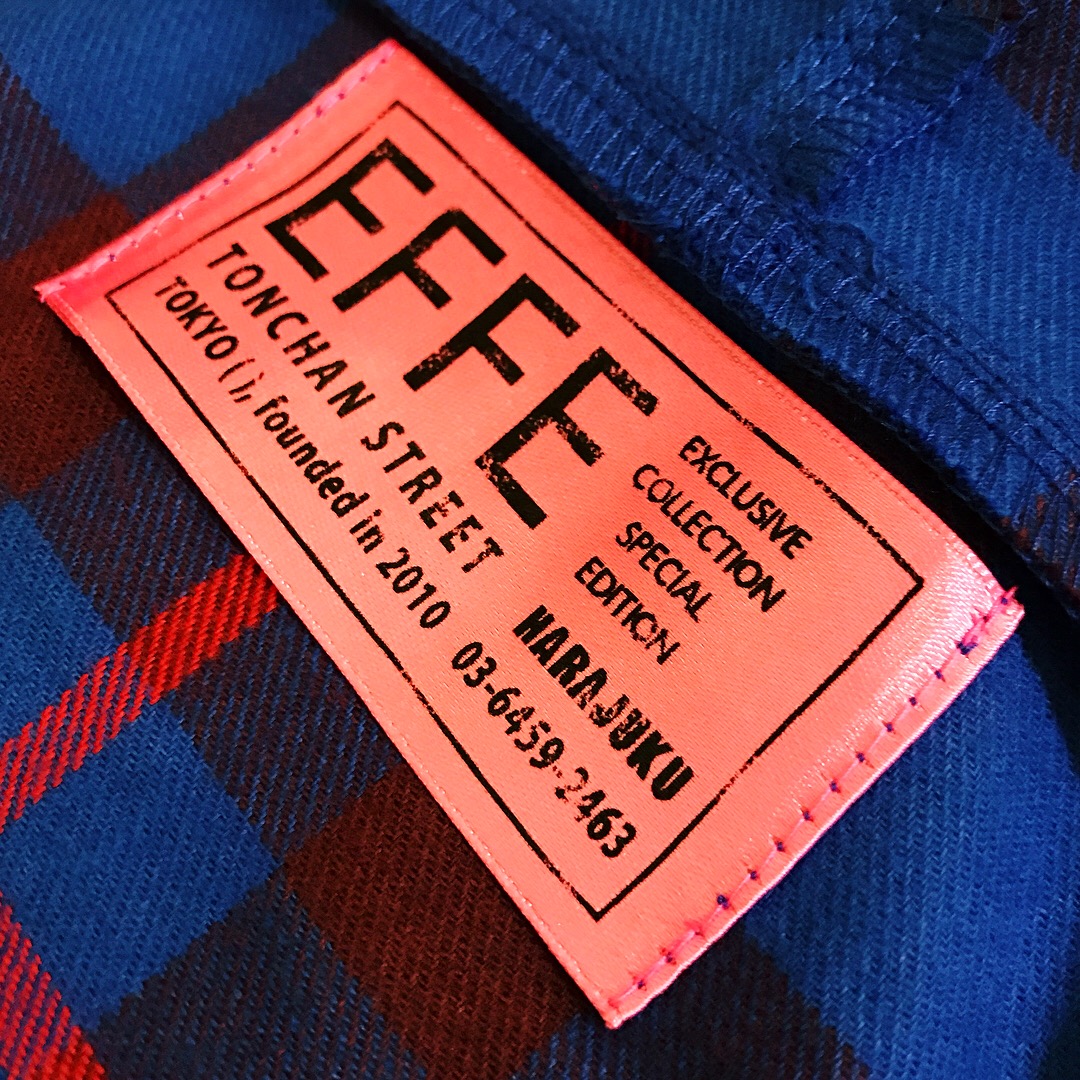 EFFE
EXCLUSIVE
COLLECTION
SPECIAL
EDITION
TONCHAN STREET
HARAJUKU
TOKYO ( i ), founded in 2010
03-6459-2463